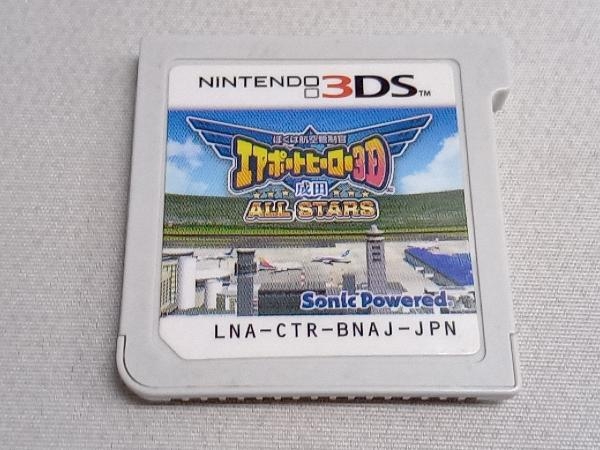 NINTENDO 3DS™
ぼくは航空管制官
エアポートヒーロー3D
成田
ALL STARS
Sonic Powered
LNA-CTR-BNAJ-JPN